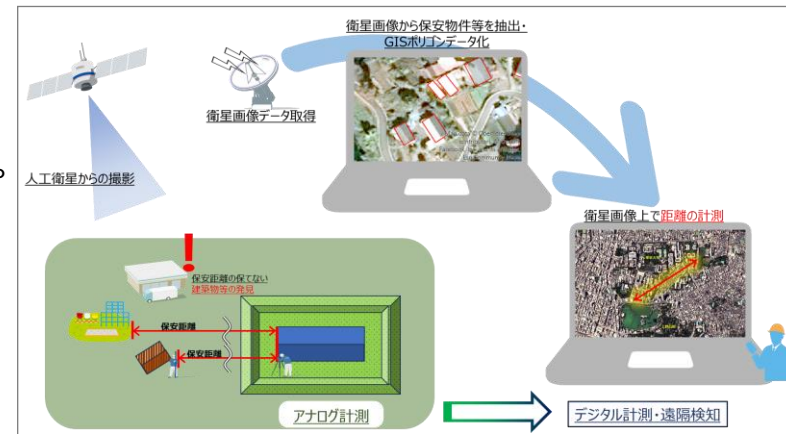 衛星画像から保安物件等を抽出・
GISポリゴンデータ化
衛星画像データ取得
人工衛星からの撮影
。
衛星画像上で距離の計測
保安距離の保てない
建築物等の発見
保安距離
保安距離
アナログ計測
デジタル計測・遠隔検知